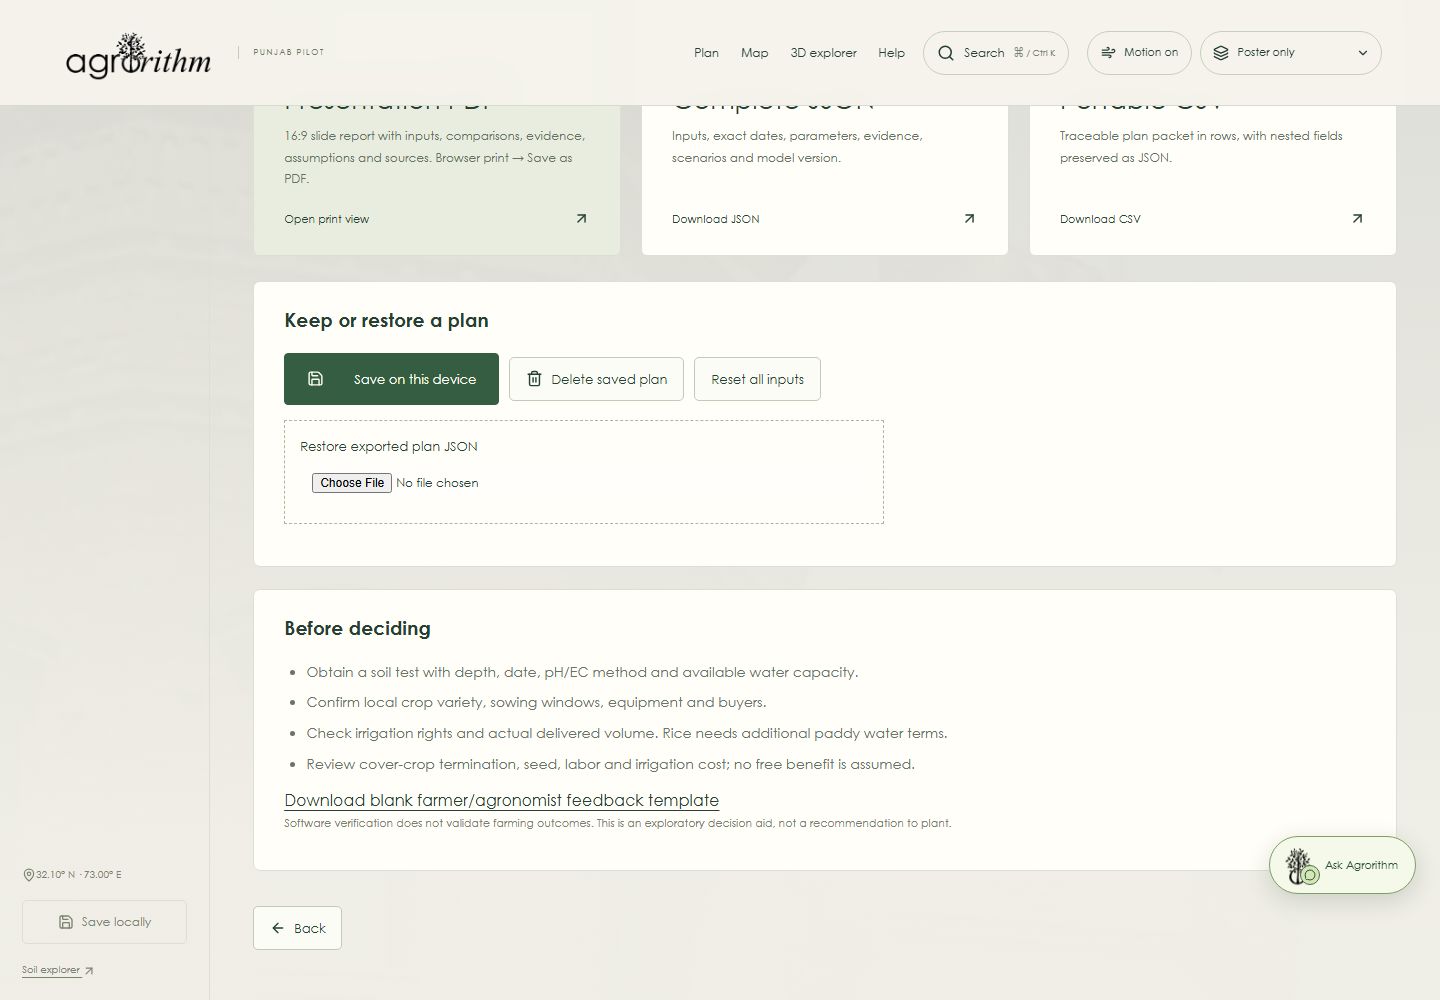 agrorithm
PUNJAB PILOT
Plan
Map
3D explorer
Help
Search ⌘ / Ctrl K
Motion on
Poster only
Presentation PDF
16:9 slide report with inputs, comparisons, evidence,
assumptions and sources. Browser print → Save as
PDF.
Open print view
Complete JSON
Inputs, exact dates, parameters, evidence,
scenarios and model version.
Download JSON
Portable CSV
Traceable plan packet in rows, with nested fields
preserved as JSON.
Download CSV
Keep or restore a plan
Save on this device
Delete saved plan
Reset all inputs
Restore exported plan JSON
Choose File No file chosen
Before deciding
• Obtain a soil test with depth, date, pH/EC method and available water capacity.
• Confirm local crop variety, sowing windows, equipment and buyers.
• Check irrigation rights and actual delivered volume. Rice needs additional paddy water terms.
• Review cover-crop termination, seed, labor and irrigation cost; no free benefit is assumed.
Download blank farmer/agronomist feedback template
Software verification does not validate farming outcomes. This is an exploratory decision aid, not a recommendation to plant.
Ask Agrorithm
32.10° N · 73.00° E
Save locally
Soil explorer
Back